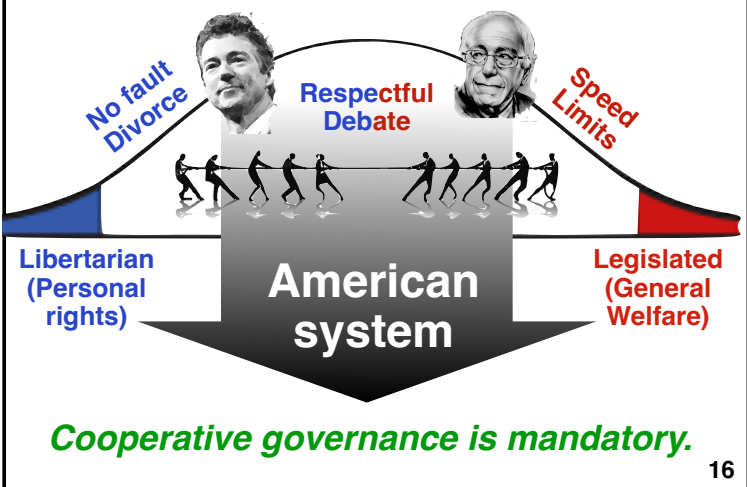 No fault
Divorce
Respectful
Debate
Speed
Limits
Libertarian
(Personal
rights)
American
system
Legislated
(General
Welfare)
Cooperative governance is mandatory.
16